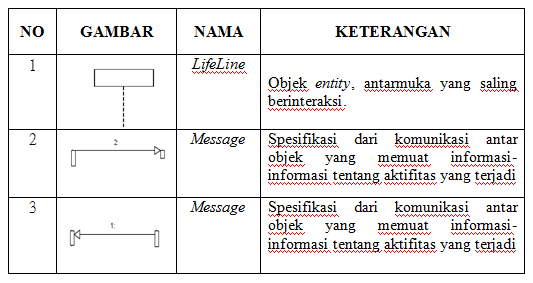 NO GAMBAR NAMA KETERANGAN
1 LifeLine
Objek entity, antarmuka yang saling
berinteraksi.
2 2: Message Spesifikasi dari komunikasi antar
objek yang memuat informasi-
informasi tentang aktifitas yang terjadi
3 1: Message Spesifikasi dari komunikasi antar
objek yang memuat informasi-
informasi tentang aktifitas yang terjadi